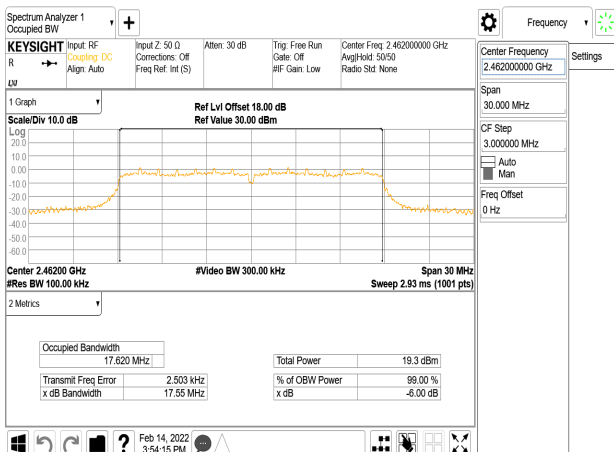 Spectrum Analyzer 1
Occupied BW
Frequency
KEYSIGHT
R
LXI
Input: RF
Coupling: DC
Align: Auto
Input Z: 50 Ω
Corrections: Off
Freq Ref: Int (S)
Atten: 30 dB
Trig: Free Run
Gate: Off
#IF Gain: Low
Center Freq: 2.462000000 GHz
Avg|Hold: 50/50
Radio Std: None
Center Frequency
2.462000000 GHz
Settings
Span
30.000 MHz
CF Step
3.000000 MHz
Auto
Man
Freq Offset
0 Hz
1 Graph
Scale/Div 10.0 dB
Ref Lvl Offset 18.00 dB
Ref Value 30.00 dBm
Log
20.0
10.0
0.00
-10.0
-20.0
-30.0
-40.0
-50.0
-60.0
Center 2.46200 GHz
#Video BW 300.00 kHz
Span 30 MHz
#Res BW 100.00 kHz
Sweep 2.93 ms (1001 pts)
2 Metrics
Occupied Bandwidth
17.620 MHz
Total Power 19.3 dBm
Transmit Freq Error 2.503 kHz
% of OBW Power 99.00 %
x dB Bandwidth 17.55 MHz
x dB -6.00 dB
?
Feb 14, 2022
3:54:15 PM